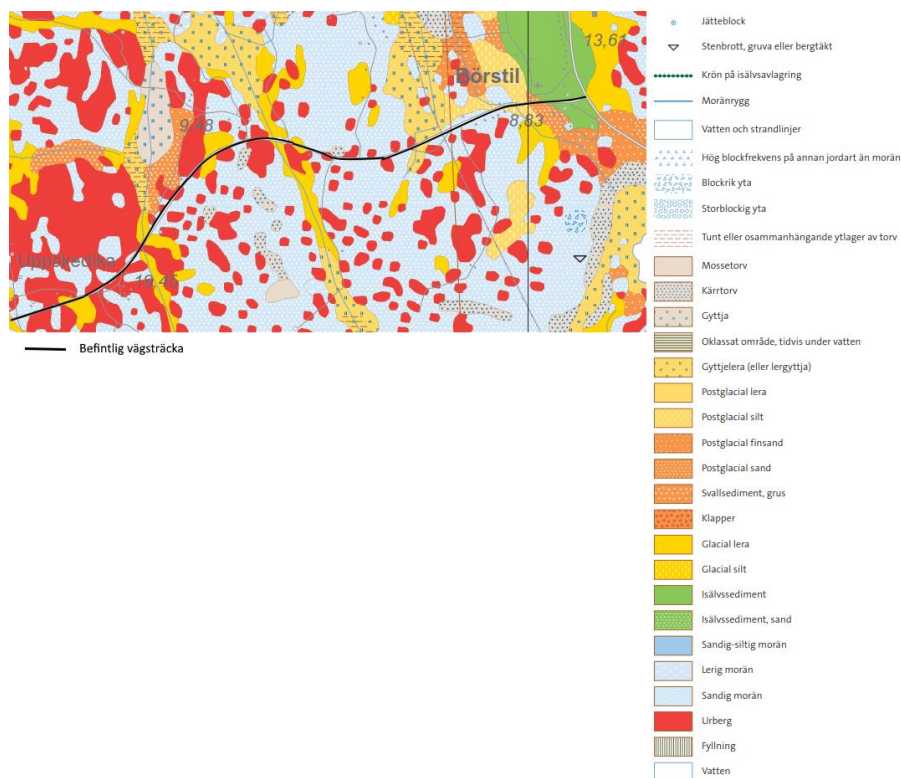 13,61
Börstil
9,48
8,83
Uppskedika
19,45
Befintlig vägsträcka
Jätteblock
Stenbrott, gruva eller bergtäkt
Krön på isälvsavlagring
Moränrygg
Vatten och strandlinjer
Hög blockfrekvens på annan jordart än morän
Blockrik yta
Storblockig yta
Tunt eller osammanhängande ytlager av torv
Mossetorv
Kärrtorv
Gyttja
Oklassat område, tidvis under vatten
Gyttjelera (eller lergyttja)
Postglacial lera
Postglacial silt
Postglacial finsand
Postglacial sand
Svallsediment, grus
Klapper
Glacial lera
Glacial silt
Isälvssediment
Isälvssediment, sand
Sandig-siltig morän
Lerig morän
Sandig morän
Urberg
Fyllning
Vatten